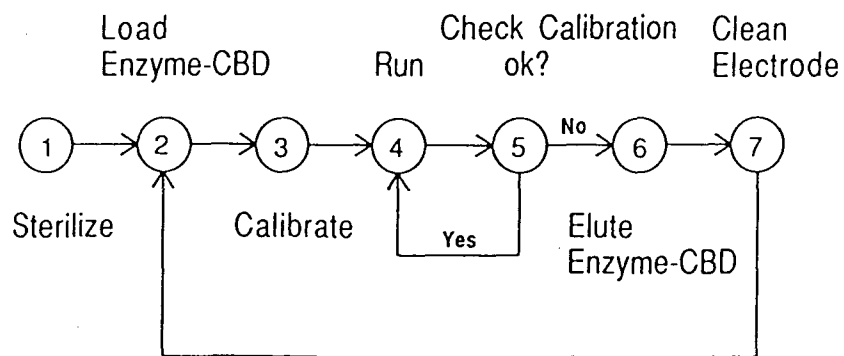 Load
Enzyme-CBD
Run
Check Calibration
ok?
Clean
Electrode
1
2
3
4
5
No
6
7
Sterilize
Calibrate
Yes
Elute
Enzyme-CBD